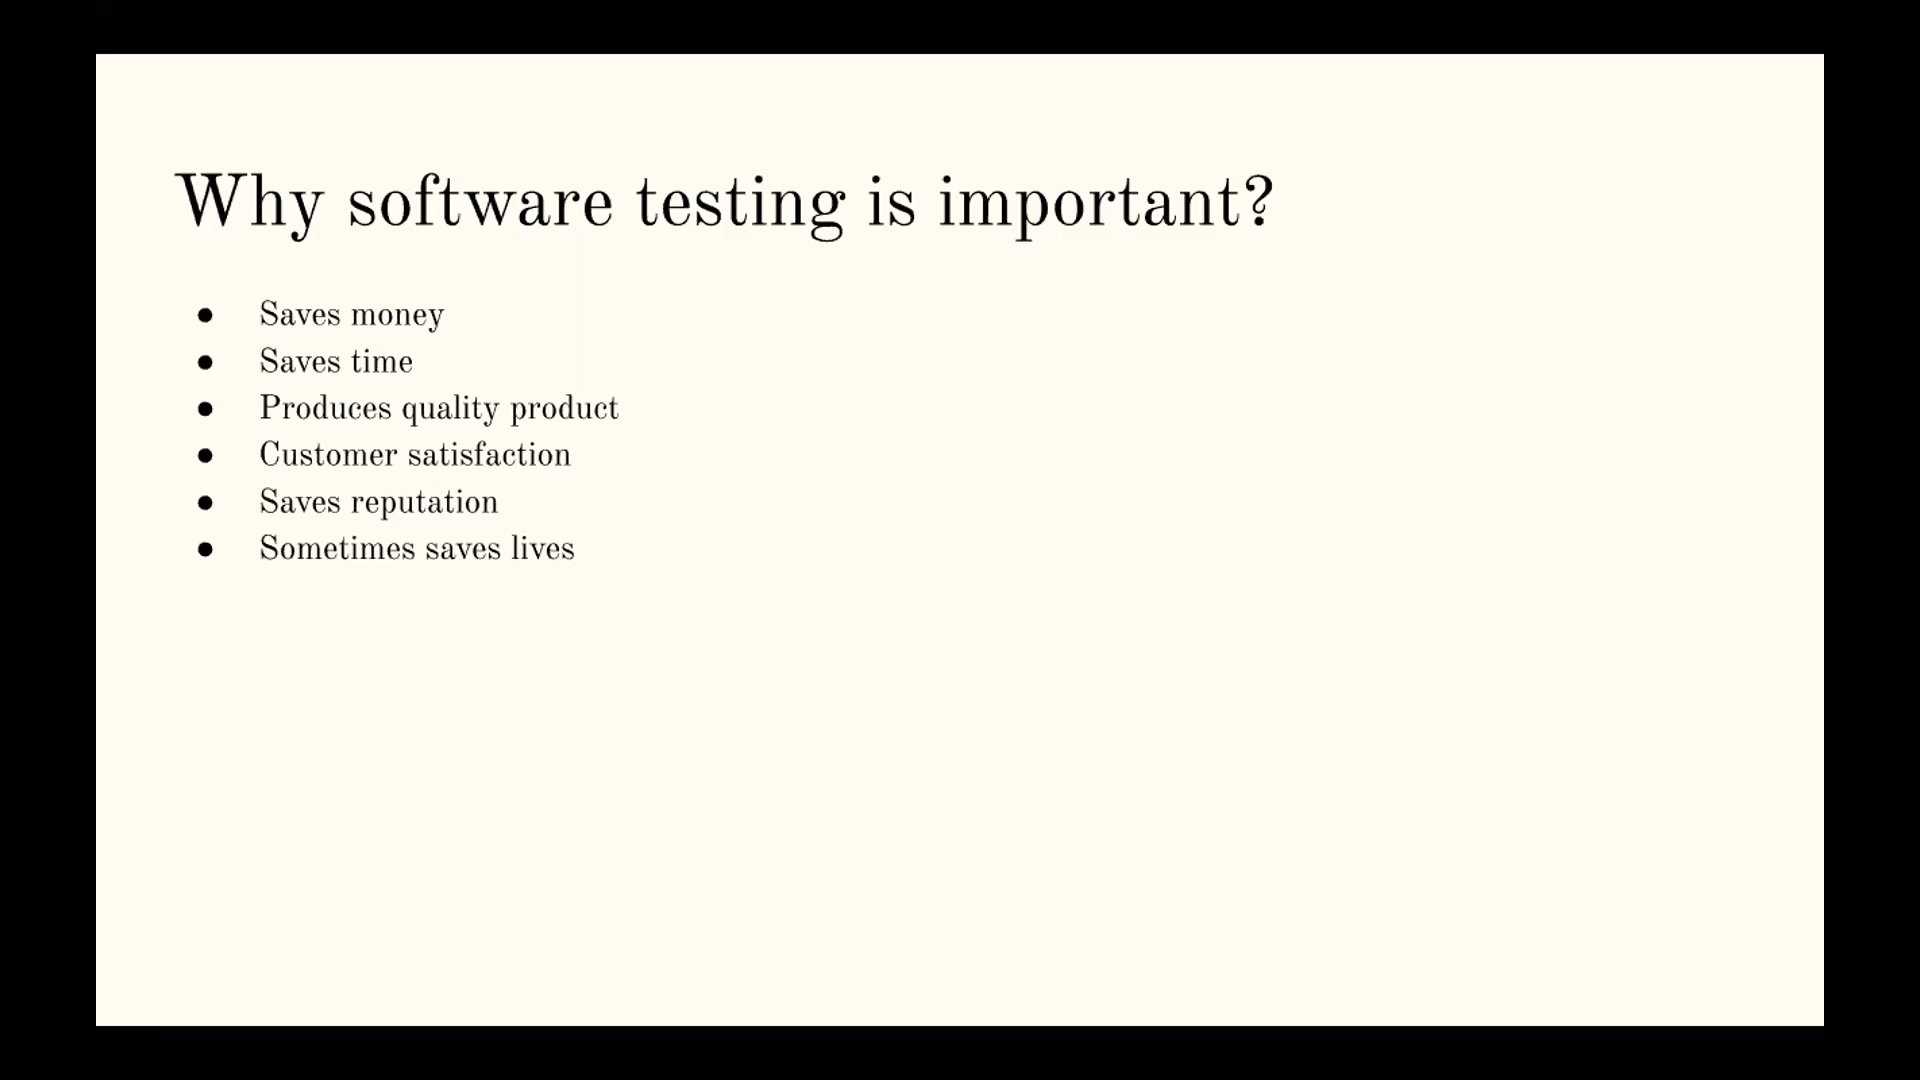 Why software testing is important?
● Saves money
● Saves time
● Produces quality product
● Customer satisfaction
● Saves reputation
● Sometimes saves lives